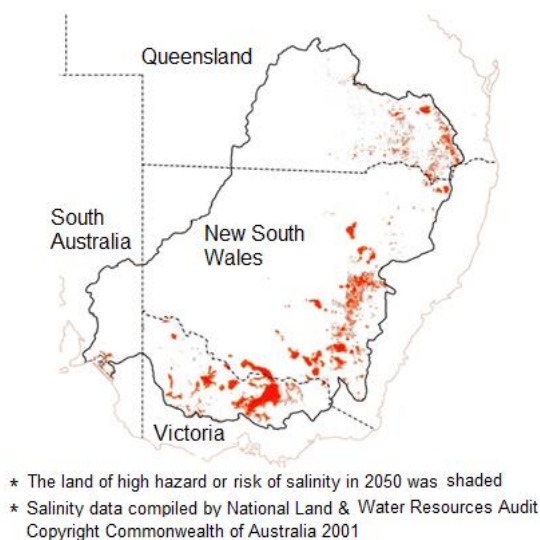 Queensland
South
Australia
New South
Wales
Victoria
* The land of high hazard or risk of salinity in 2050 was shaded
* Salinity data compiled by National Land & Water Resources Audit
Copyright Commonwealth of Australia 2001